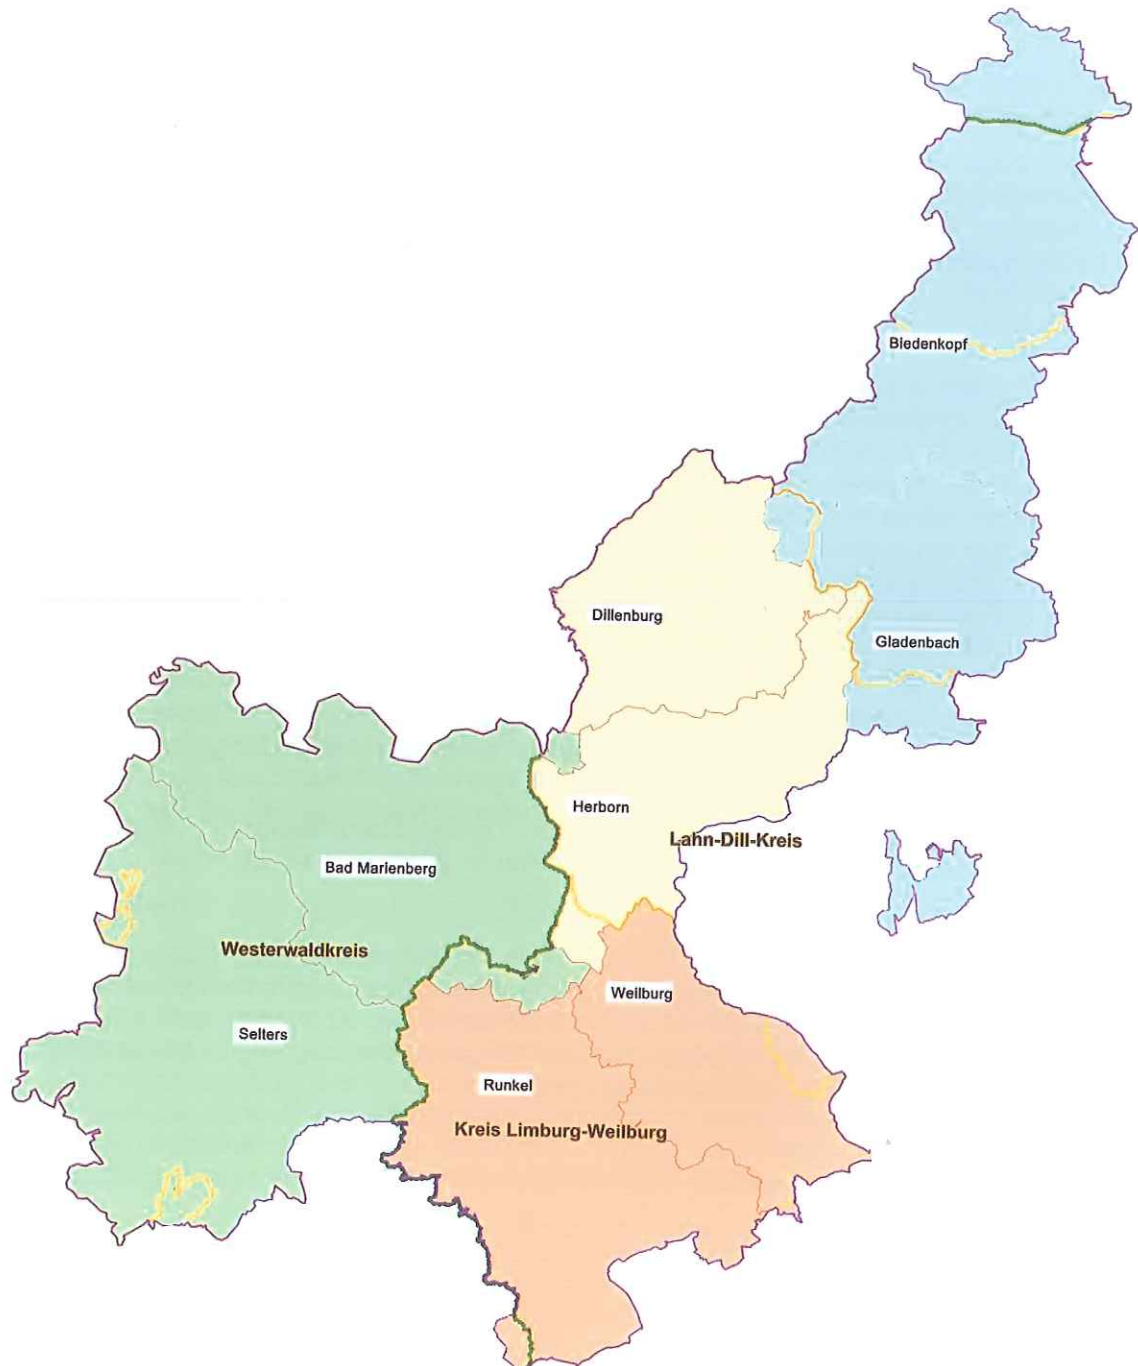 Biedenkopf
Dillenburg
Gladenbach
Herborn
Lahn-Dill-Kreis
Bad Marienberg
Westerwaldkreis
Weilburg
Selters
Runkel
Kreis Limburg-Weilburg